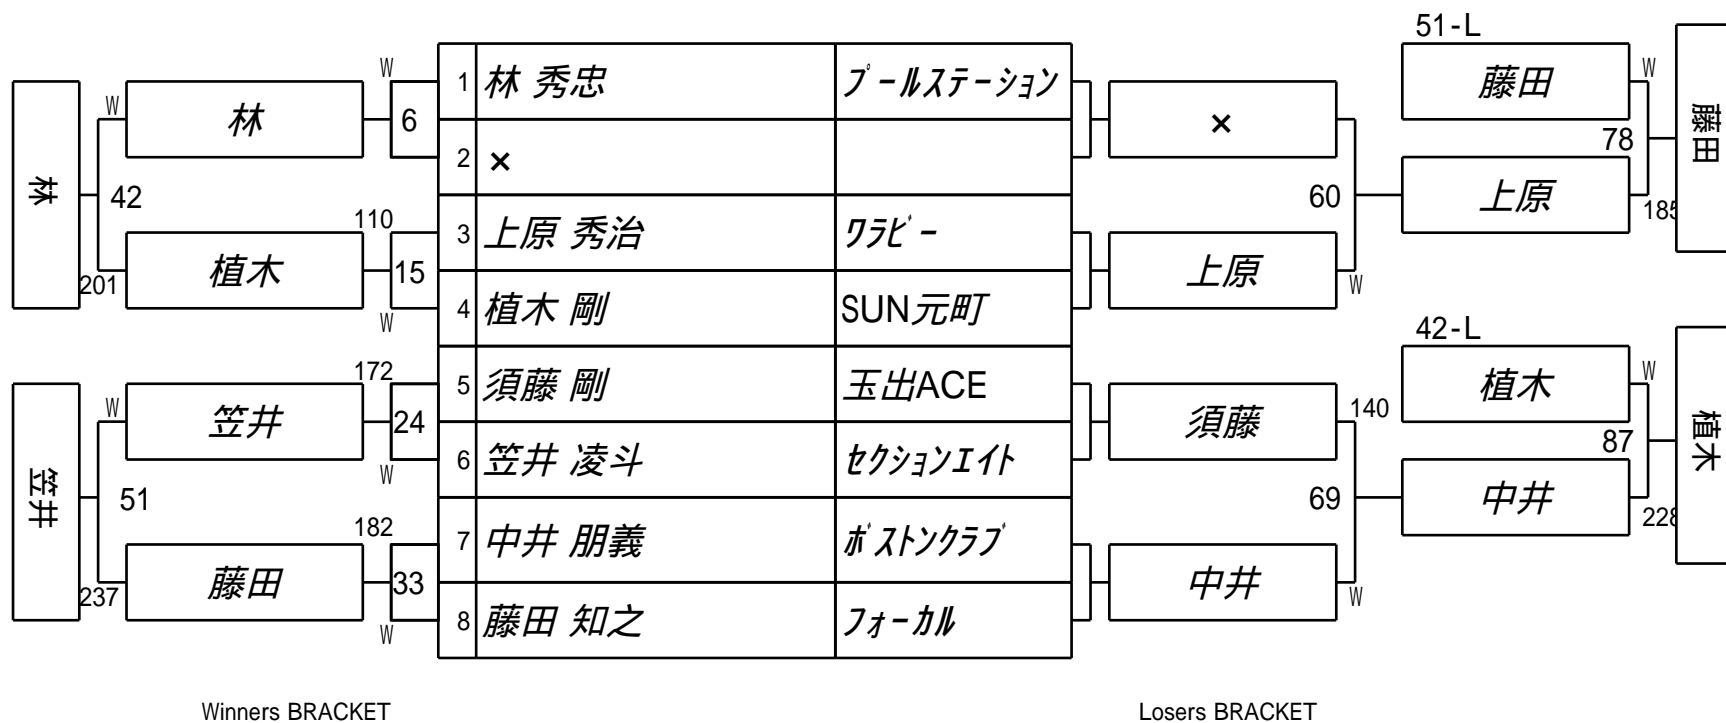 51-L
W 1 林 秀忠 プールステーション 藤田 W
W 林 6 ×
2 × 78 藤田
林 42 60 上原 185
110 3 上原 秀治 ワラビー
201 植木 15 上原 W
W 4 植木 剛 SUN元町
42-L
172 5 須藤 剛 玉出ACE 植木 W
W 笠井 24 須藤 140
W 6 笠井 凌斗 セクションエイト 87 植木
笠井 51 69 中井 228
182 7 中井 朋義 ボストンクラブ
237 藤田 33 中井 W
W 8 藤田 知之 フォーカル
Winners BRACKET Losers BRACKET